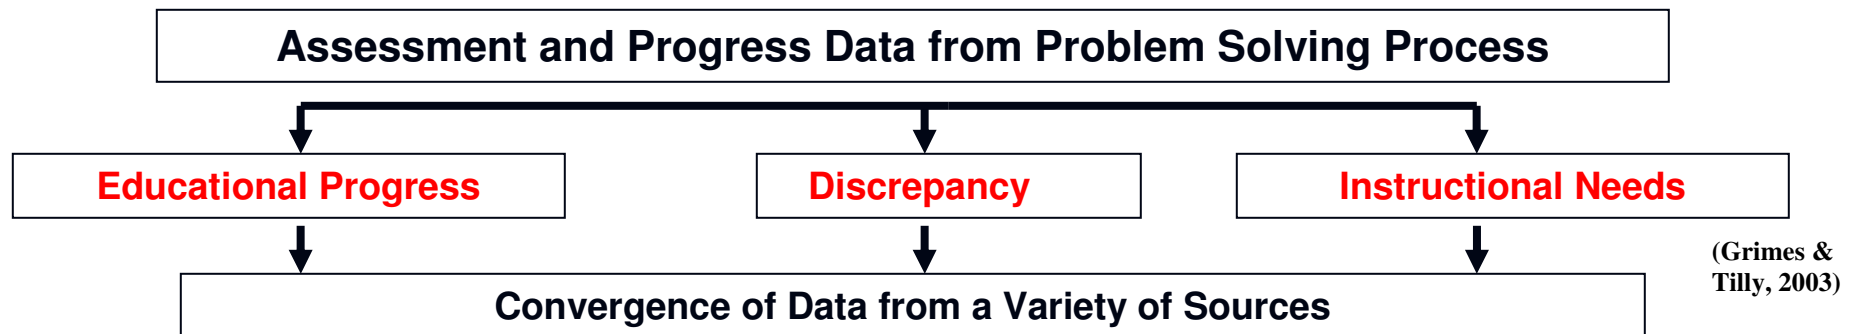 Assessment and Progress Data from Problem Solving Process
Educational Progress
Discrepancy
Instructional Needs
(Grimes &
Tilly, 2003)
Convergence of Data from a Variety of Sources